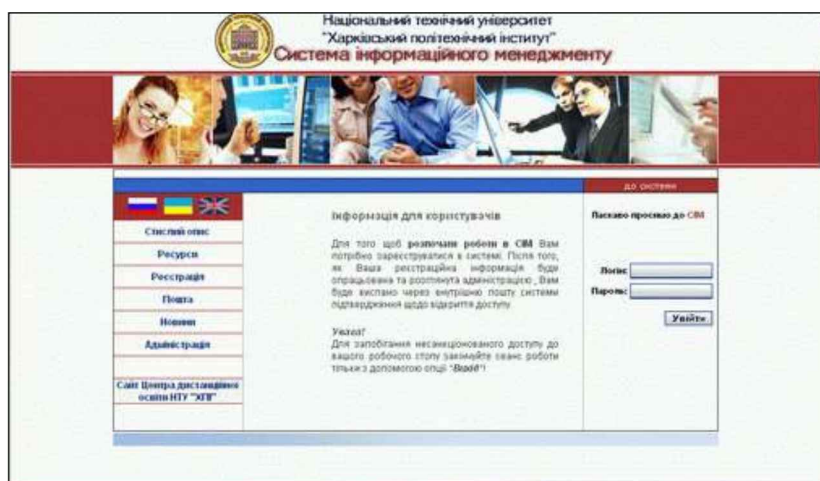 Національний технічний університет
"Харківський політехнічний інститут"
Система інформаційного менеджменту
до системи
Стислий опис
Ресурси
Реєстрація
Пошта
Новини
Адміністрація
Сайт Центра дистанційної
освіти НТУ "ХПІ"
Інформація для користувачів
Для того щоб розпочати роботи в СІМ Вам
потрібно зареєструватися в системі. Після того,
як Ваша реєстраційна інформація буде
опрацьована та розглянута адміністрацією, Вам
буде вислано через внутрішню пошту системи
підтвердження щодо відкриття доступу.
Увага!
Для запобігання несанкціонованого доступу до
вашого робочого столу закінчуйте сеанс роботи
тільки з допомогою опції "Вихід"!
Ласкаво просимо до СІМ
Логін:
Пароль:
Увійти